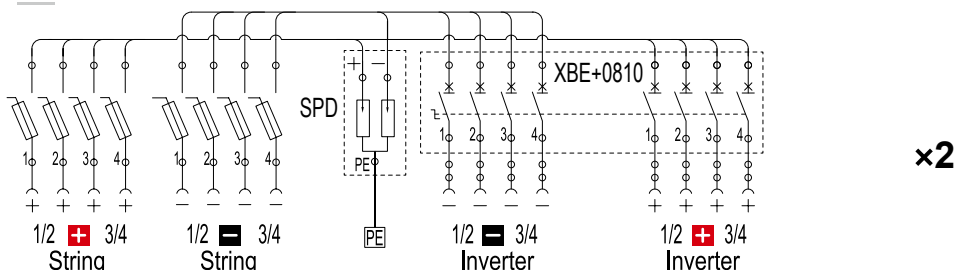 + −
XBE+0810
SPD
1 2 3 4 1 2 3 4 PE 1 2 3 4 1 2 3 4
×2
+ + + + − − − − − − − − + + + +
1/2 + 3/4 1/2 − 3/4 PE 1/2 − 3/4 1/2 + 3/4
String String Inverter Inverter